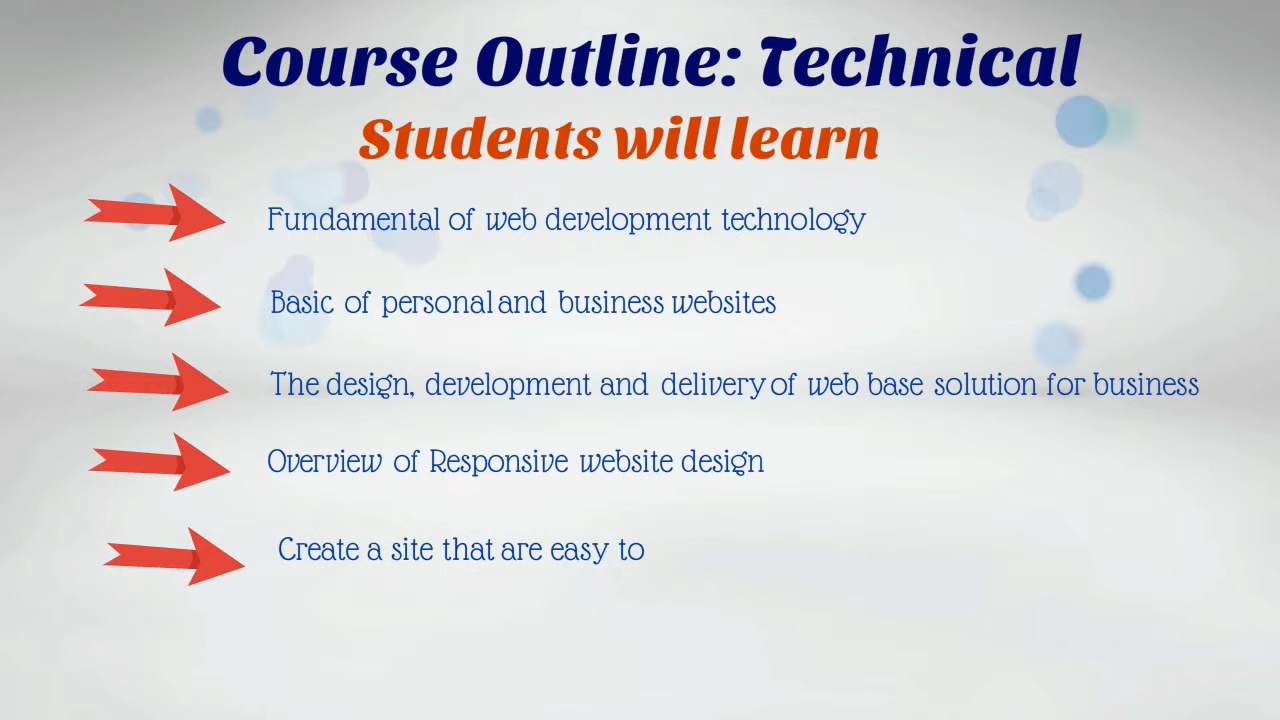 Course Outline: Technical
Students will learn
Fundamental of web development technology
Basic of personal and business websites
The design, development and delivery of web base solution for business
Overview of Responsive website design
Create a site that are easy to